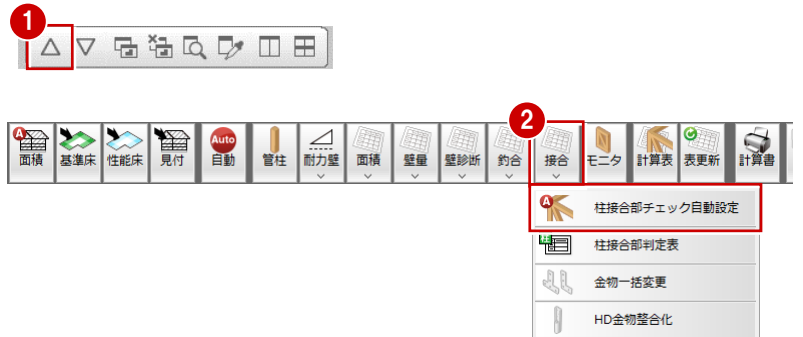 1
2
面積 基準床 性能床 見付 Auto 自動 管柱 耐力壁 面積 壁量 壁診断 釣合 接合 モニタ 計算表 表更新 計算書
柱接合部チェック自動設定
柱接合部判定表
金物一括変更
HD金物整合化